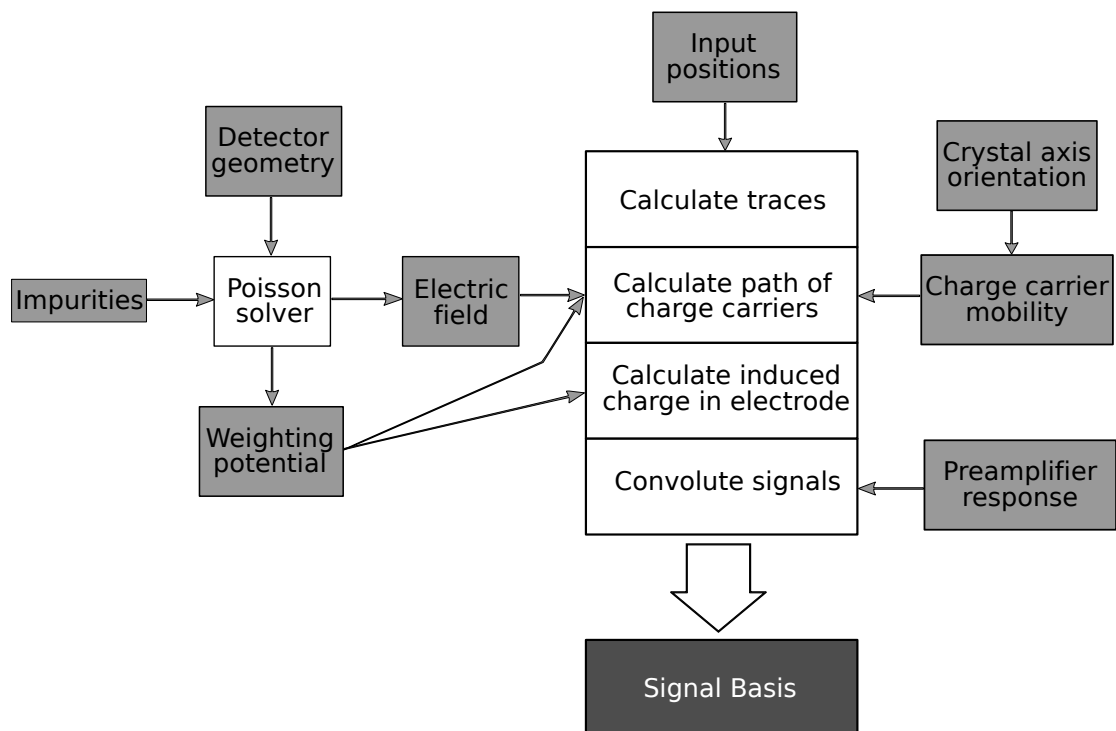 Input
positions
Detector
geometry
Crystal axis
orientation
Calculate traces
Impurities
Poisson
solver
Electric
field
Calculate path of
charge carriers
Charge carrier
mobility
Calculate induced
charge in electrode
Weighting
potential
Convolute signals
Preamplifier
response
Signal Basis